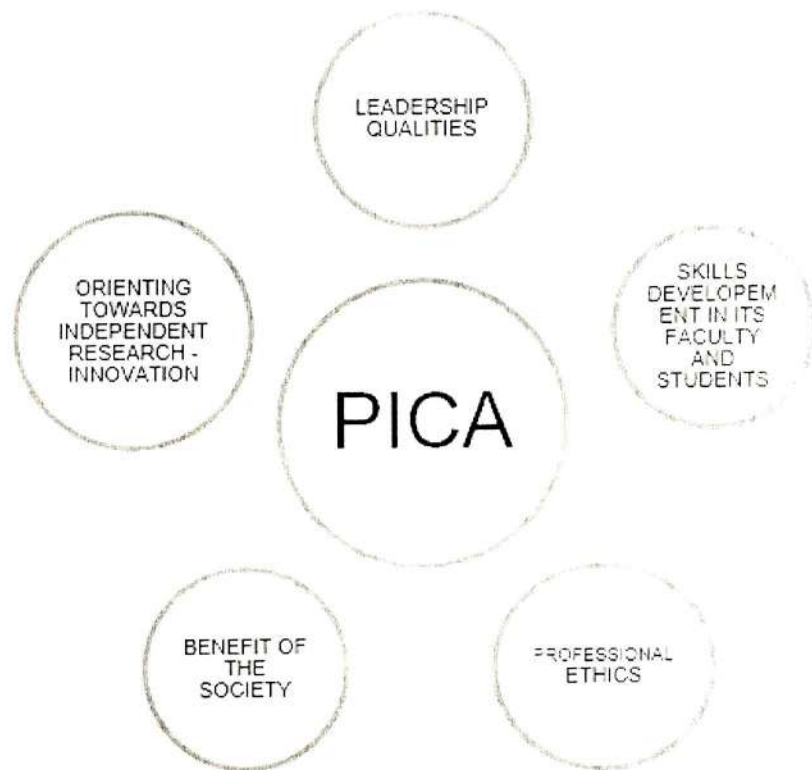 LEADERSHIP
QUALITIES
ORIENTING
TOWARDS
INDEPENDENT
RESEARCH -
INNOVATION
SKILLS
DEVELOPEM
ENT IN ITS
FACULTY
AND
STUDENTS
PICA
BENEFIT OF
THE
SOCIETY
PROFESSIONAL
ETHICS